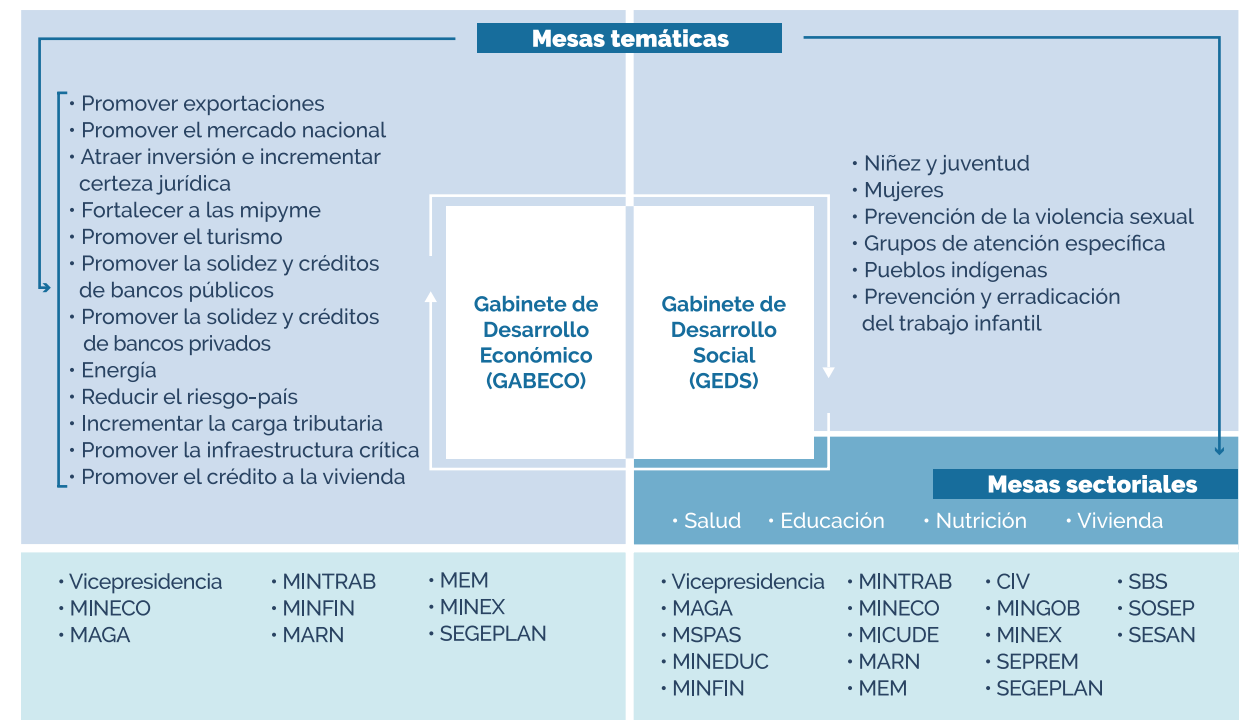 Mesas temáticas
• Promover exportaciones
• Promover el mercado nacional
• Atraer inversión e incrementar
certeza jurídica
• Fortalecer a las mipyme
• Promover el turismo
• Promover la solidez y créditos
de bancos públicos
• Promover la solidez y créditos
de bancos privados
• Energía
• Reducir el riesgo-país
• Incrementar la carga tributaria
• Promover la infraestructura crítica
• Promover el crédito a la vivienda
Gabinete de
Desarrollo
Económico
(GABECO)
Gabinete de
Desarrollo
Social
(GEDS)
• Niñez y juventud
• Mujeres
• Prevención de la violencia sexual
• Grupos de atención específica
• Pueblos indígenas
• Prevención y erradicación
del trabajo infantil
Mesas sectoriales
• Salud • Educación • Nutrición • Vivienda
• Vicepresidencia
• MINECO
• MAGA
• MINTRAB
• MINFIN
• MARN
• MEM
• MINEX
• SEGEPLAN
• Vicepresidencia
• MAGA
• MSPAS
• MINEDUC
• MINFIN
• MINTRAB
• MINECO
• MICUDE
• MARN
• MEM
• CIV
• MINGOB
• MINEX
• SEPREM
• SEGEPLAN
• SBS
• SOSEP
• SESAN